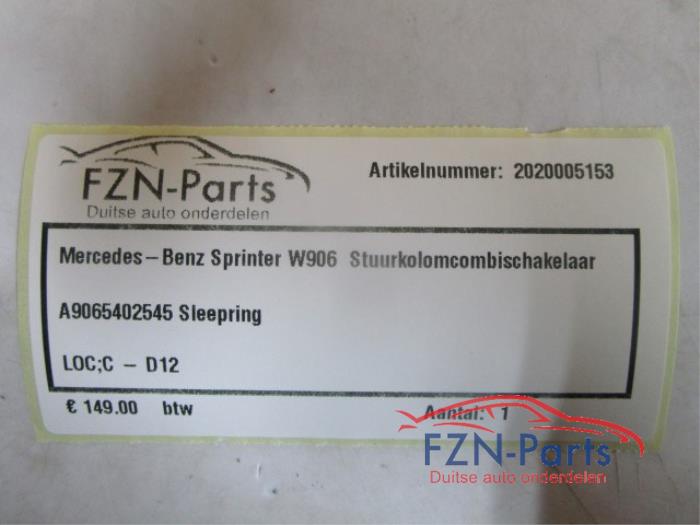 FZN-Parts
Duitse auto onderdelen
Artikelnummer: 2020005153
Mercedes-Benz Sprinter W906 Stuurkolomcombischakelaar
A9065402545 Sleepring
LOC;C - D12
€ 149.00 btw
Aantal: 1
FZN-Parts
Duitse auto onderdelen